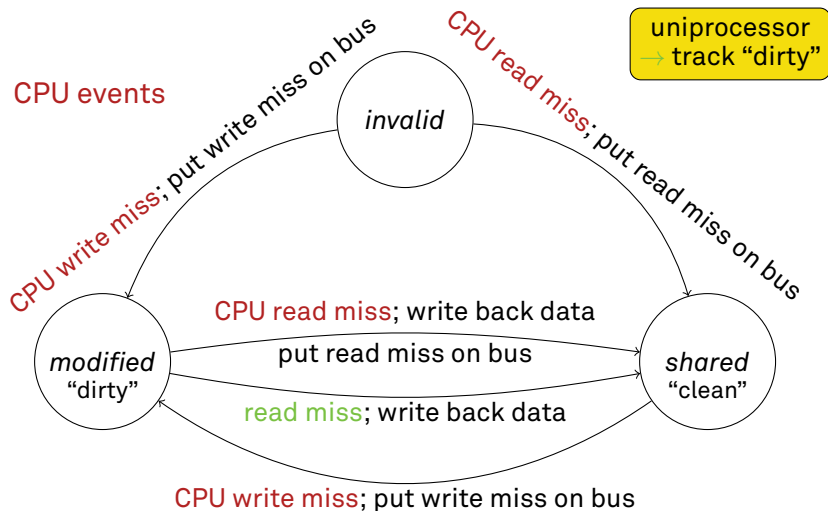 uniprocessor
→ track “dirty”
CPU events
CPU write miss; put write miss on bus
CPU read miss; put read miss on bus
invalid
CPU read miss; write back data
put read miss on bus
modified
“dirty”
shared
“clean”
read miss; write back data
CPU write miss; put write miss on bus